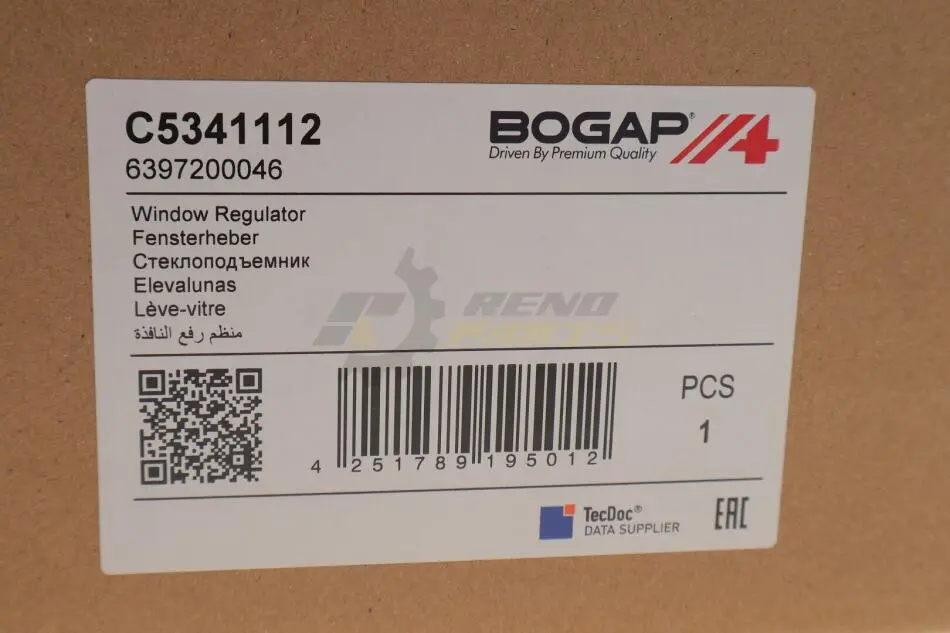 C5341112
6397200046
BOGAP®
Driven By Premium Quality
Window Regulator
Fensterheber
Стеклоподъемник
Elevalunas
Lève-vitre
منظم رفع النافذة
RENO
PARTS
4 251789 195012
PCS
1
TecDoc®
DATA SUPPLIER
EAC